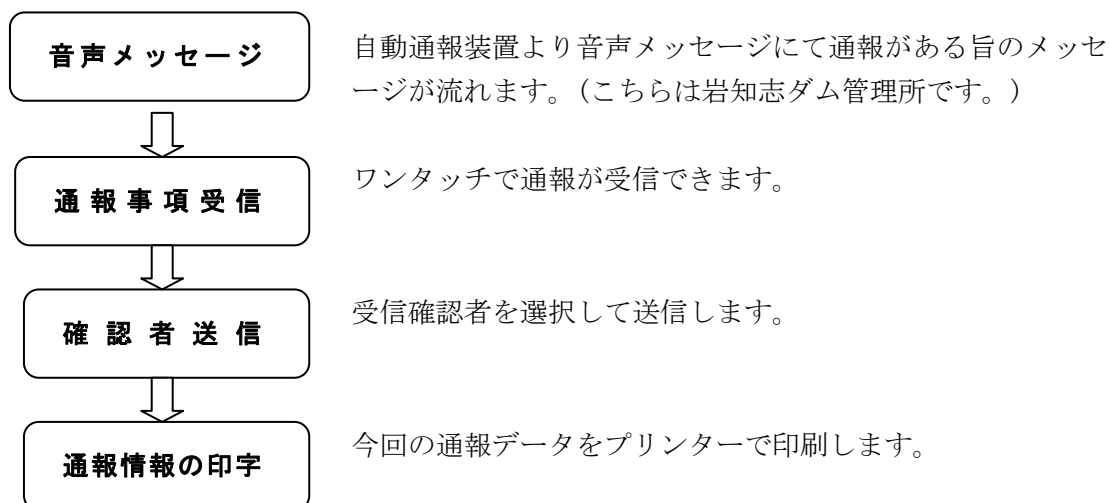 音声メッセージ
自動通報装置より音声メッセージにて通報がある旨のメッセ
ージが流れます。(こちらは岩知志ダム管理所です。)
通報事項受信
ワンタッチで通報が受信できます。
確認者送信
受信確認者を選択して送信します。
通報情報の印字
今回の通報データをプリンターで印刷します。